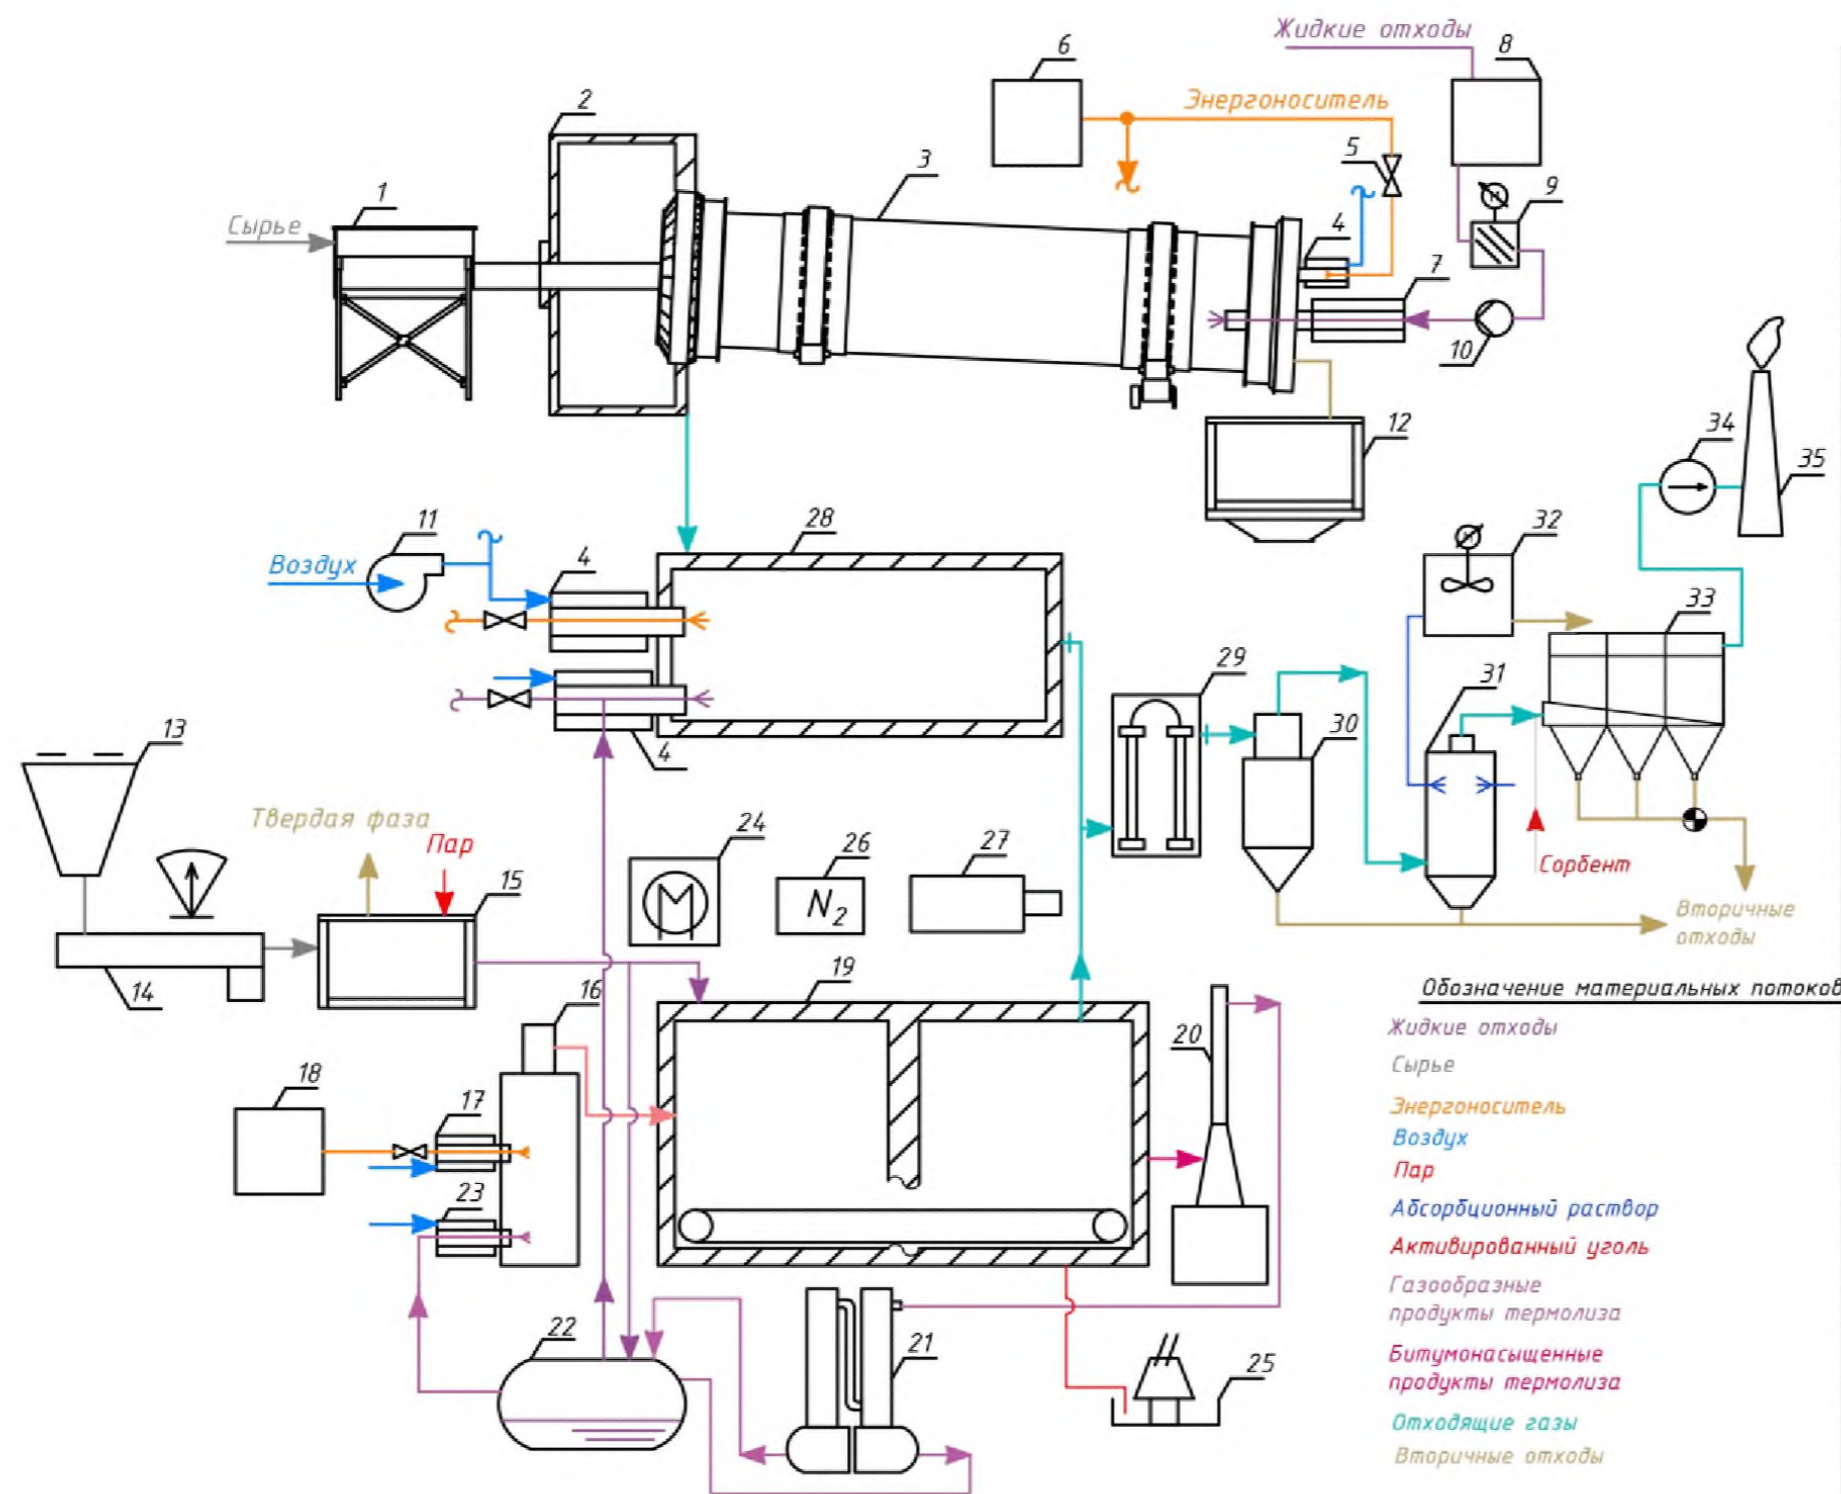 Жидкие отходы
8
6
2
Энергоноситель
5
3
9
1
Сырье
4
7
10
12
34
35
11
28
32
Воздух
4
33
29
31
30
13
4
Твердая фаза
24
26
27
Пар
Сорбент
15
N2
Вторичные
отходы
14
19
16
Обозначение материальных потоков
20
Жидкие отходы
18
Сырье
17
Энергоноситель
Воздух
Пар
23
Абсорбционный раствор
Активированный уголь
Газообразные
продукты термолиза
22
21
25
Битумонасыщенные
продукты термолиза
Отходящие газы
Вторичные отходы